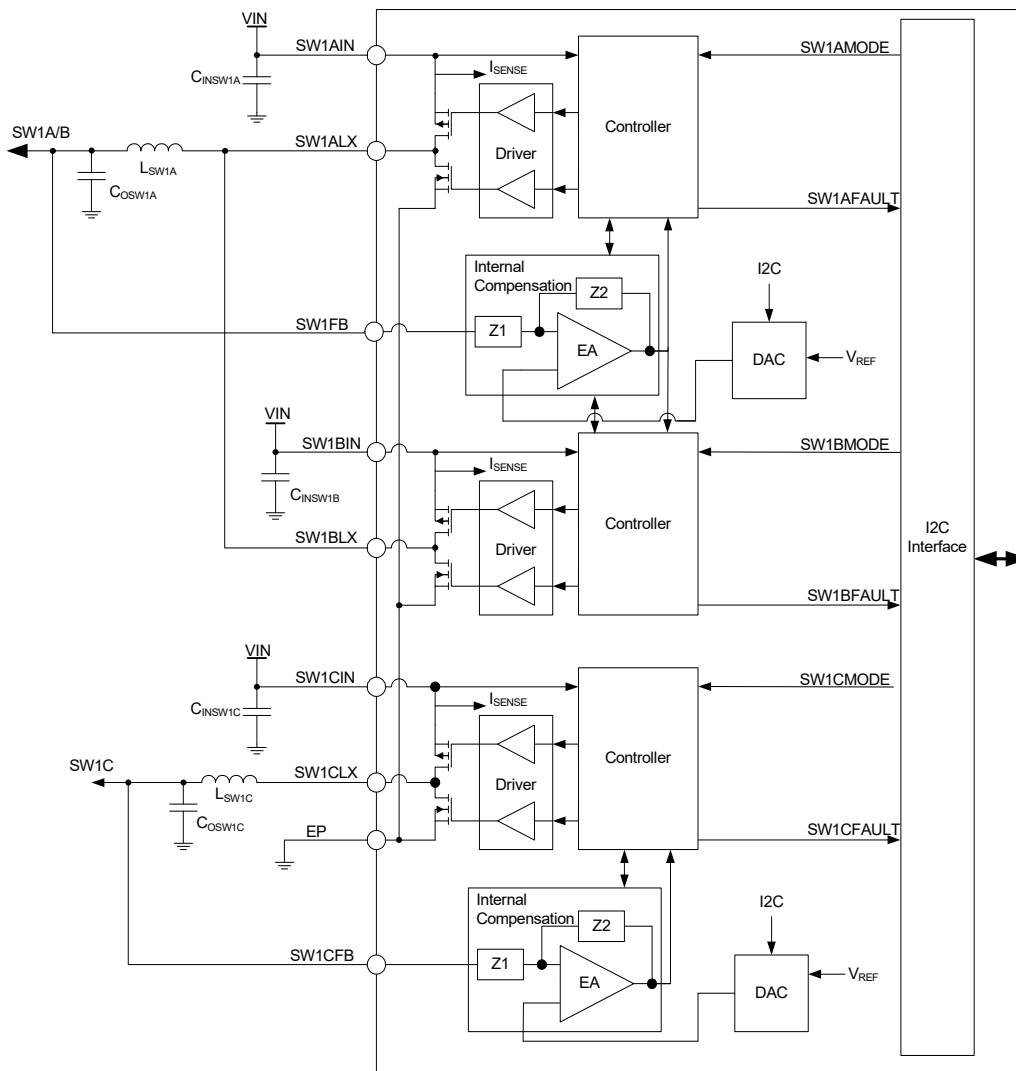 VIN
SW1AIN
CINSW1A
ISENSE
Controller
SW1AMODE
SW1A/B
LSW1A
COSW1A
SW1ALX
Driver
SW1AFAULT
Internal
Compensation
Z2
Z1
EA
SW1FB
I2C
DAC
VREF
VIN
SW1BIN
CINSW1B
ISENSE
Controller
SW1BMODE
SW1BLX
Driver
SW1BFAULT
I2C
Interface
VIN
SW1CIN
CINSW1C
ISENSE
Controller
SW1CMODE
SW1C
LSW1C
COSW1C
SW1CLX
Driver
EP
SW1CFAULT
Internal
Compensation
Z2
Z1
EA
SW1CFB
I2C
DAC
VREF